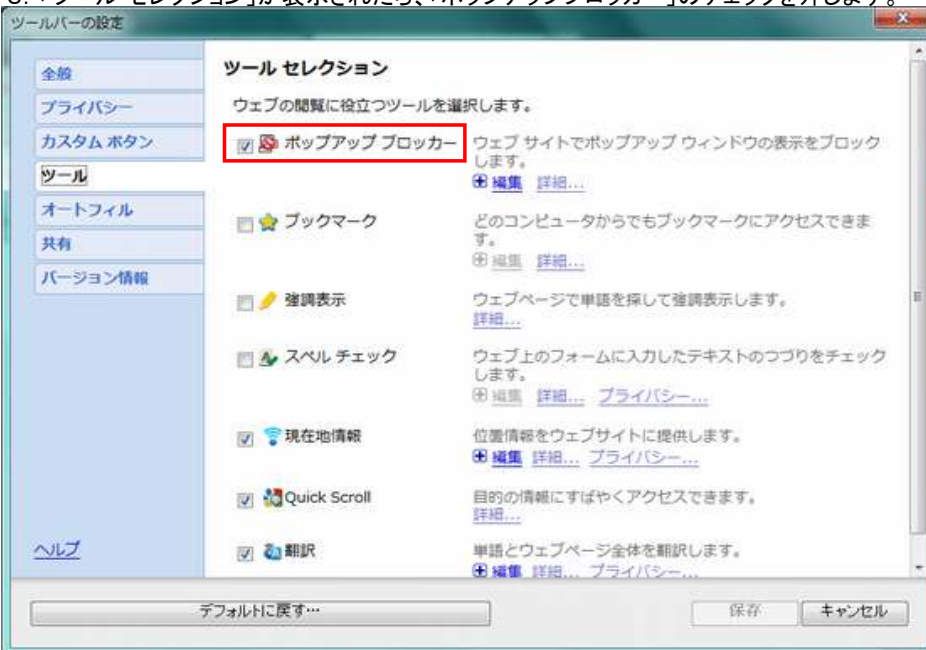 ツールバーの設定
全般
プライバシー
カスタム ボタン
ツール
オートフィル
共有
バージョン情報
ヘルプ
ツール セレクション
ウェブの閲覧に役立つツールを選択します。
ポップアップ ブロッカー
ウェブ サイトでポップアップ ウィンドウの表示をブロック
します。
編集 詳細...
ブックマーク
どのコンピュータからでもブックマークにアクセスできま
す。
編集 詳細...
強調表示
ウェブページで単語を探して強調表示します。
詳細...
スペル チェック
ウェブ上のフォームに入力したテキストのつづりをチェック
します。
編集 詳細... プライバシー...
現在地情報
位置情報をウェブサイトに提供します。
編集 詳細... プライバシー...
Quick Scroll
目的の情報にすばやくアクセスできます。
詳細...
翻訳
単語とウェブページ全体を翻訳します。
編集 詳細... プライバシー...
デフォルトに戻す…
保存
キャンセル